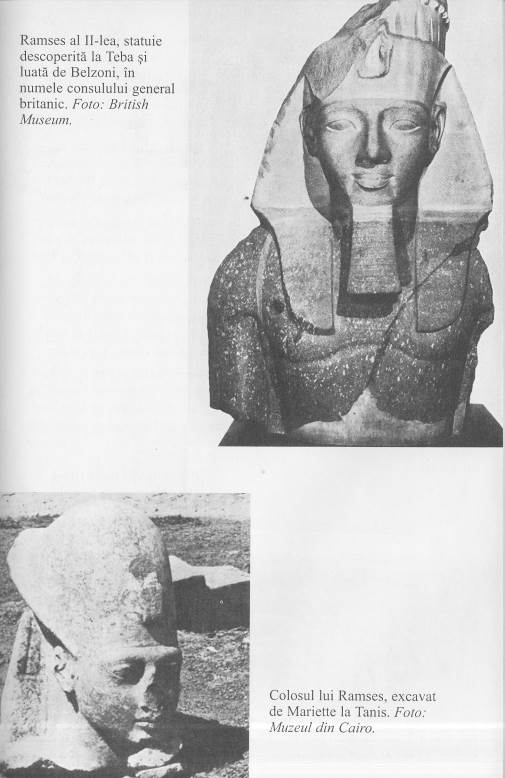 Ramses al II-lea, statuie
descoperită la Teba și
luată de Belzoni, în
numele consulului general
britanic. Foto: British
Museum.
Colosul lui Ramses, excavat
de Mariette la Tanis. Foto:
Muzeul din Cairo.